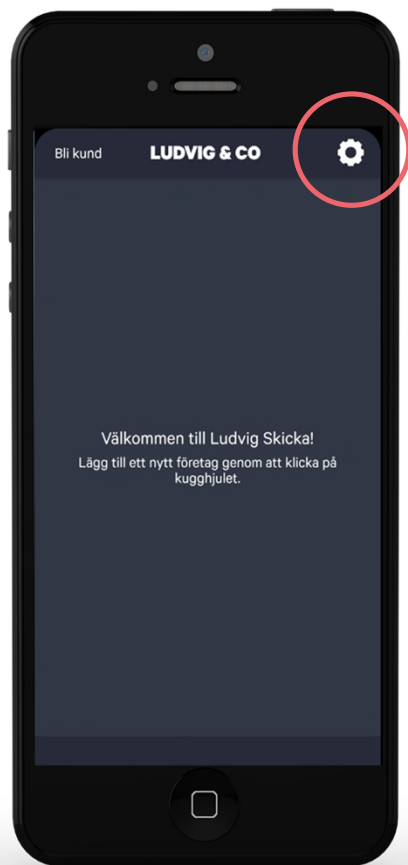 Bli kund
LUDVIG & CO
Välkommen till Ludvig Skicka!
Lägg till ett nytt företag genom att klicka på
kugghjulet.